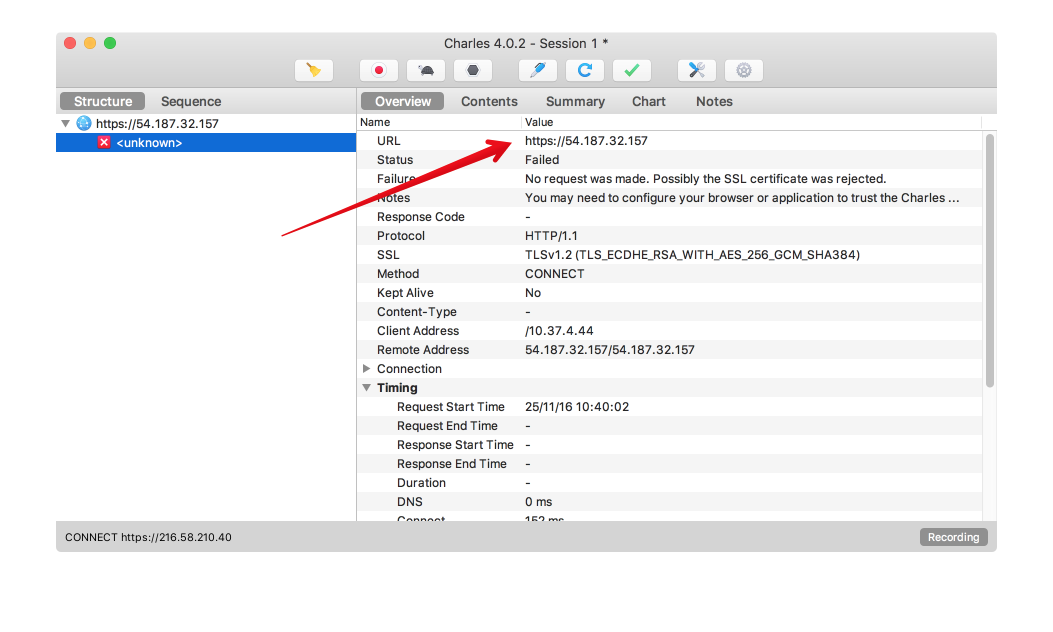 Charles 4.0.2 - Session 1 *
Structure Sequence
Overview Contents Summary Chart Notes
https://54.187.32.157
<unknown>
Name Value
URL https://54.187.32.157
Status Failed
Failure No request was made. Possibly the SSL certificate was rejected.
Notes You may need to configure your browser or application to trust the Charles ...
Response Code -
Protocol HTTP/1.1
SSL TLSv1.2 (TLS_ECDHE_RSA_WITH_AES_256_GCM_SHA384)
Method CONNECT
Kept Alive No
Content-Type -
Client Address /10.37.4.44
Remote Address 54.187.32.157/54.187.32.157
Connection
Timing
Request Start Time 25/11/16 10:40:02
Request End Time -
Response Start Time -
Response End Time -
Duration -
DNS 0 ms
Connect 152 ms
CONNECT https://216.58.210.40
Recording